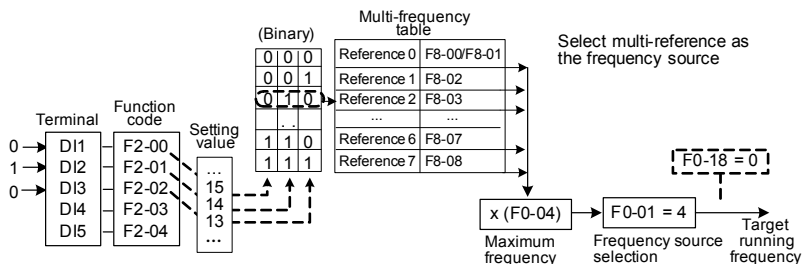 (Binary)
Multi-frequency
table
0 0 0
0 0 1
0 1 0
. .
1 1 0
1 1 1
Reference 0 F8-00/F8-01
Reference 1 F8-02
Reference 2 F8-03
... ...
Reference 6 F8-07
Reference 7 F8-08
Select multi-reference as
the frequency source
Terminal
Function
code
Setting
value
0 DI1 F2-00
1 DI2 F2-01
0 DI3 F2-02
DI4 F2-03
DI5 F2-04
...
15
14
13
...
x (F0-04)
Maximum
frequency
F0-01 = 4
Frequency source
selection
F0-18 = 0
Target
running
frequency